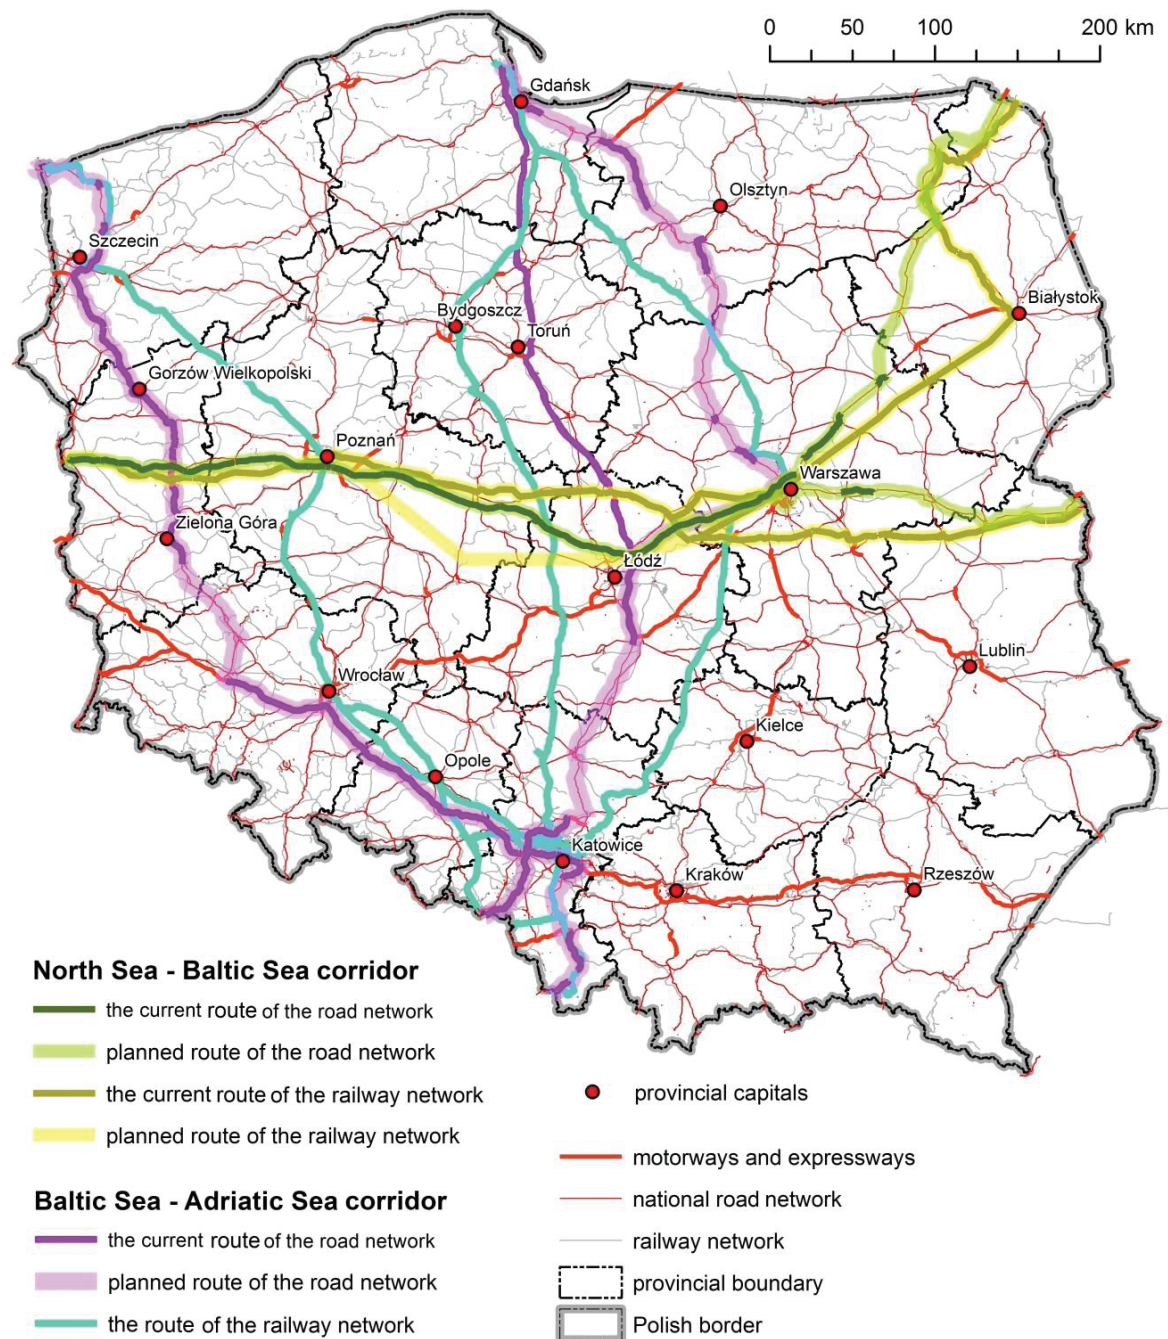 0 50 100 200 km
Gdańsk
Olsztyn
Szczecin
Białystok
Bydgoszcz
Toruń
Gorzów Wielkopolski
Poznań
Warszawa
Zielona Góra
Łódź
Lublin
Wrocław
Kielce
Opole
Katowice
Kraków
Rzeszów
North Sea - Baltic Sea corridor
the current route of the road network
planned route of the road network
the current route of the railway network
planned route of the railway network
Baltic Sea - Adriatic Sea corridor
the current route of the road network
planned route of the road network
the route of the railway network
provincial capitals
motorways and expressways
national road network
railway network
provincial boundary
Polish border